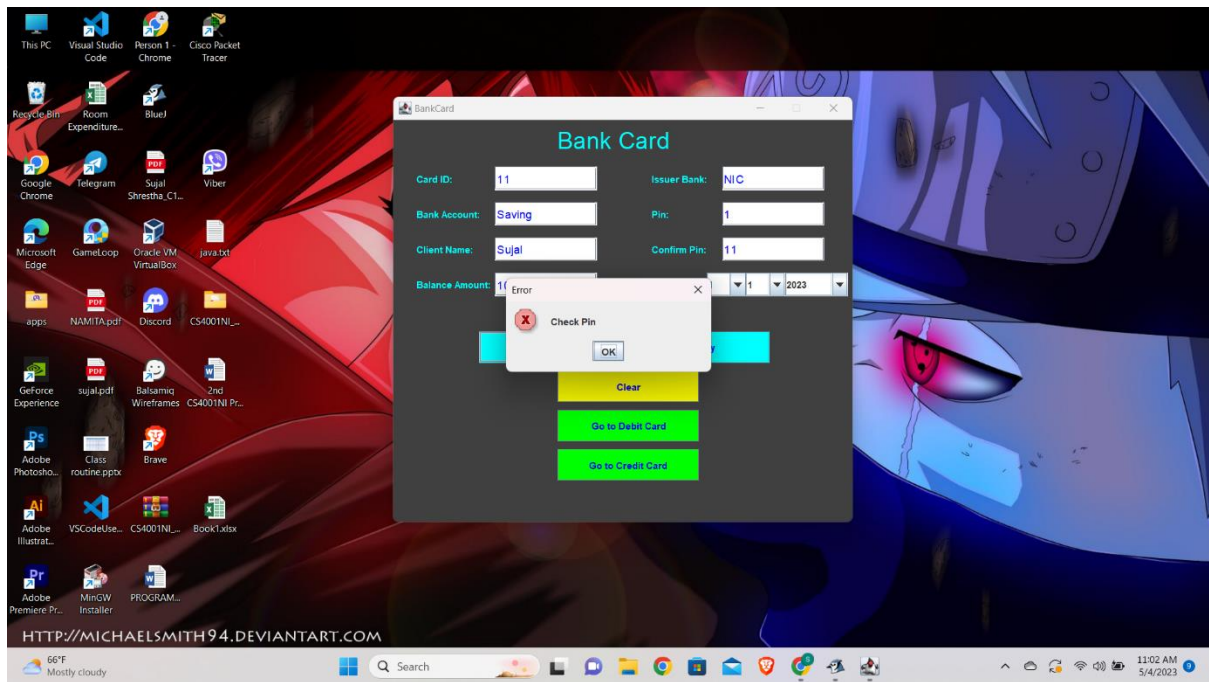 This PC
Visual Studio Code
Person 1 - Chrome
Cisco Packet Tracer
Recycle Bin
Room Expenditure...
BlueJ
Google Chrome
Telegram
Sujal Shrestha_C1...
Viber
Microsoft Edge
GameLoop
Oracle VM VirtualBox
java.txt
apps
NAMITA.pdf
Discord
CS4001NI_...
GeForce Experience
sujal.pdf
Balsamiq Wireframes
2nd CS4001NI Pr...
Adobe Photosho...
Class routine.pptx
Brave
Adobe Illustrat...
VSCodeUse...
CS4001NI_...
Book1.xlsx
Adobe Premiere Pr...
MinGW Installer
PROGRAM...
BankCard
Bank Card
Card ID: 11 Issuer Bank: NIC
Bank Account: Saving Pin: 1
Client Name: Sujal Confirm Pin: 11
Balance Amount: 1 2023
Error
Check Pin
OK
Clear
Go to Debit Card
Go to Credit Card
HTTP://MICHAELSMITH94.DEVIANTART.COM
66°F
Mostly cloudy
Search
11:02 AM
5/4/2023